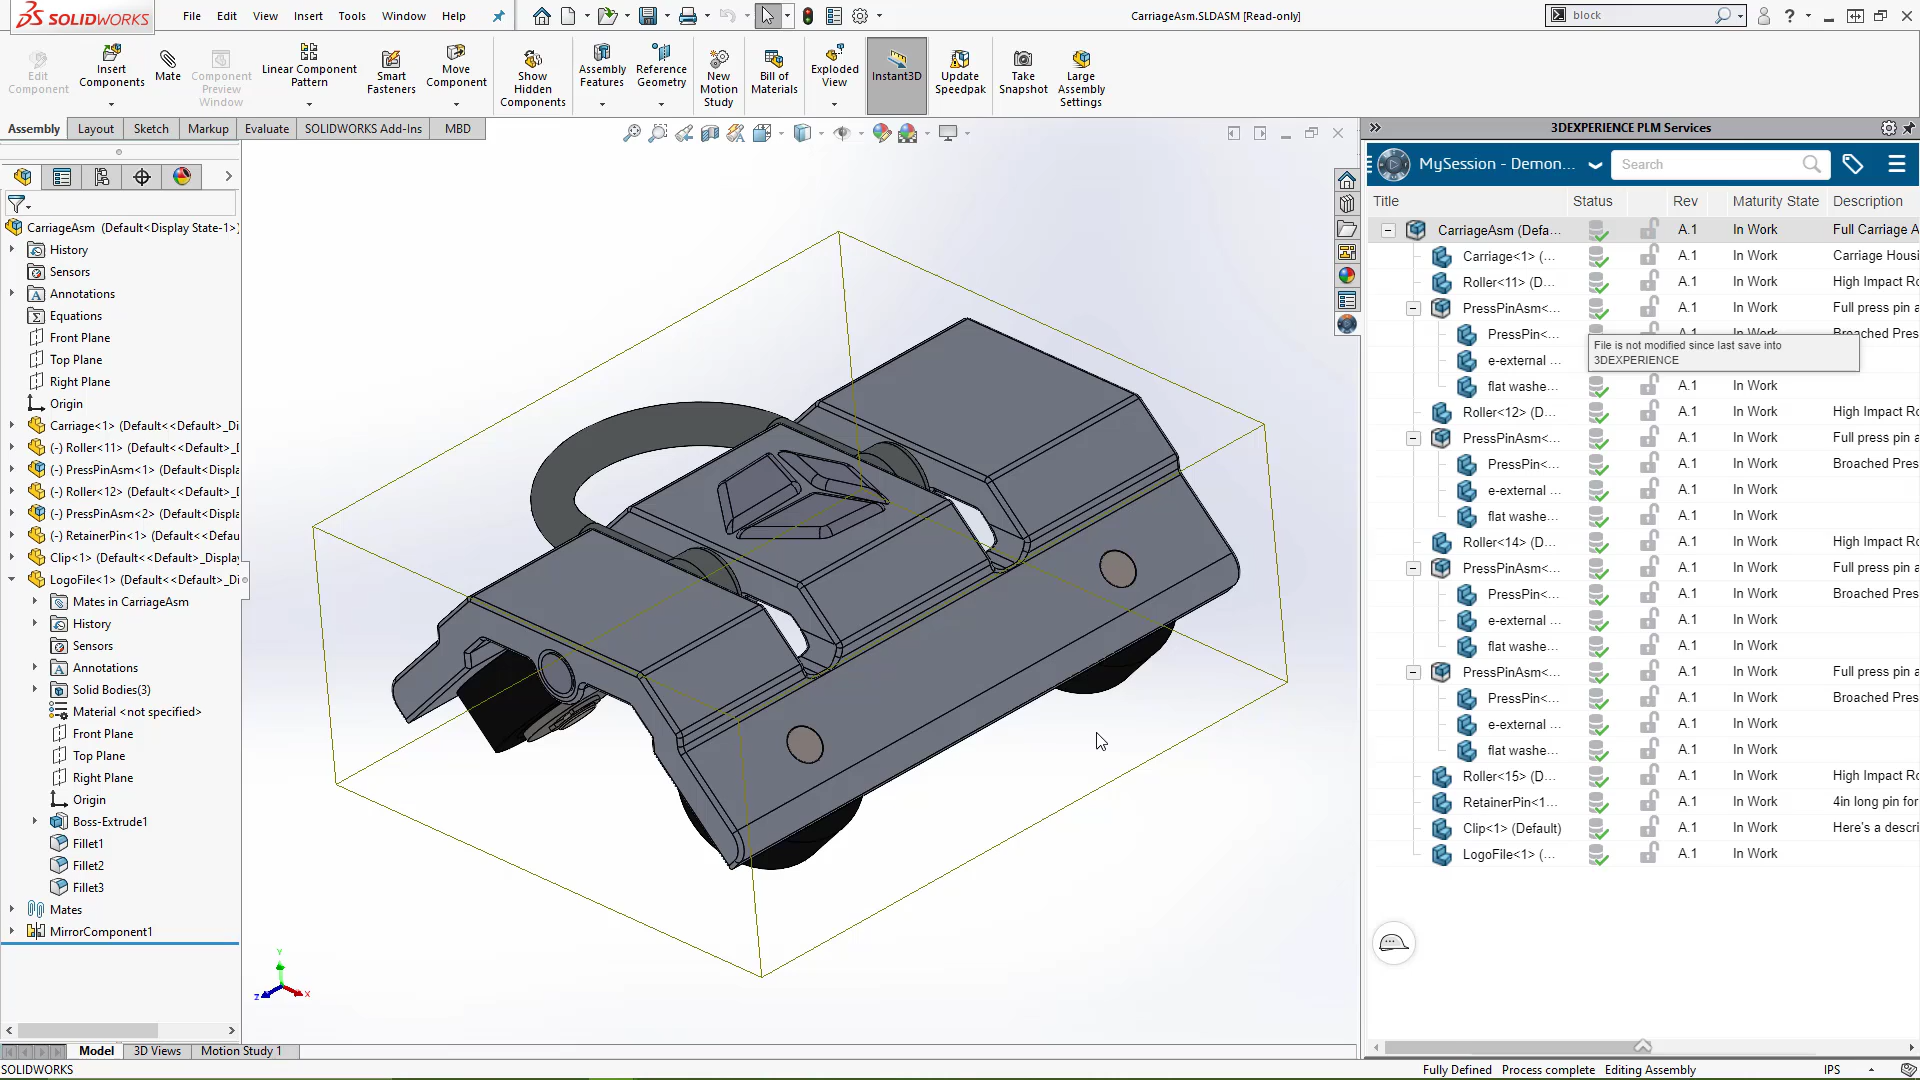 SOLIDWORKS
File Edit View Insert Tools Window Help
CarriageAsm.SLDASM [Read-only]
block
Edit Component
Insert Components
Mate
Component Preview Window
Linear Component Pattern
Smart Fasteners
Move Component
Show Hidden Components
Assembly Features
Reference Geometry
New Motion Study
Bill of Materials
Exploded View
Instant3D
Update Speedpak
Take Snapshot
Large Assembly Settings
Assembly Layout Sketch Markup Evaluate SOLIDWORKS Add-Ins MBD
CarriageAsm (Default<Display State-1>)
History
Sensors
Annotations
Equations
Front Plane
Top Plane
Right Plane
Origin
Carriage<1> (Default<<Default>_Di
(-) Roller<11> (Default<<Default>_D
(-) PressPinAsm<1> (Default<Displa
(-) Roller<12> (Default<<Default>_D
(-) PressPinAsm<2> (Default<Displa
(-) RetainerPin<1> (Default<<Defau
Clip<1> (Default<<Default>_Display
LogoFile<1> (Default<<Default>_Di
Mates in CarriageAsm
History
Sensors
Annotations
Solid Bodies(3)
Material <not specified>
Front Plane
Top Plane
Right Plane
Origin
Boss-Extrude1
Fillet1
Fillet2
Fillet3
Mates
MirrorComponent1
Y
Z X
Model 3D Views Motion Study 1
3DEXPERIENCE PLM Services
MySession - Demon... Search
Title Status Rev Maturity State Description
CarriageAsm (Defa... A.1 In Work Full Carriage A
Carriage<1> (... A.1 In Work Carriage Housi
Roller<11> (D... A.1 In Work High Impact Ro
PressPinAsm<... A.1 In Work Full press pin a
PressPin<... A.1 In Work Broached Pres
File is not modified since last save into
3DEXPERIENCE
e-external ...
flat washe... A.1 In Work
Roller<12> (D... A.1 In Work High Impact Ro
PressPinAsm<... A.1 In Work Full press pin a
PressPin<... A.1 In Work Broached Pres
e-external ... A.1 In Work
flat washe... A.1 In Work
Roller<14> (D... A.1 In Work High Impact Ro
PressPinAsm<... A.1 In Work Full press pin a
PressPin<... A.1 In Work Broached Pres
e-external ... A.1 In Work
flat washe... A.1 In Work
PressPinAsm<... A.1 In Work Full press pin a
PressPin<... A.1 In Work Broached Pres
e-external ... A.1 In Work
flat washe... A.1 In Work
Roller<15> (D... A.1 In Work High Impact Ro
RetainerPin<1... A.1 In Work 4in long pin for
Clip<1> (Default) A.1 In Work Here's a descri
LogoFile<1> (... A.1 In Work
SOLIDWORKS Fully Defined Process complete Editing Assembly IPS